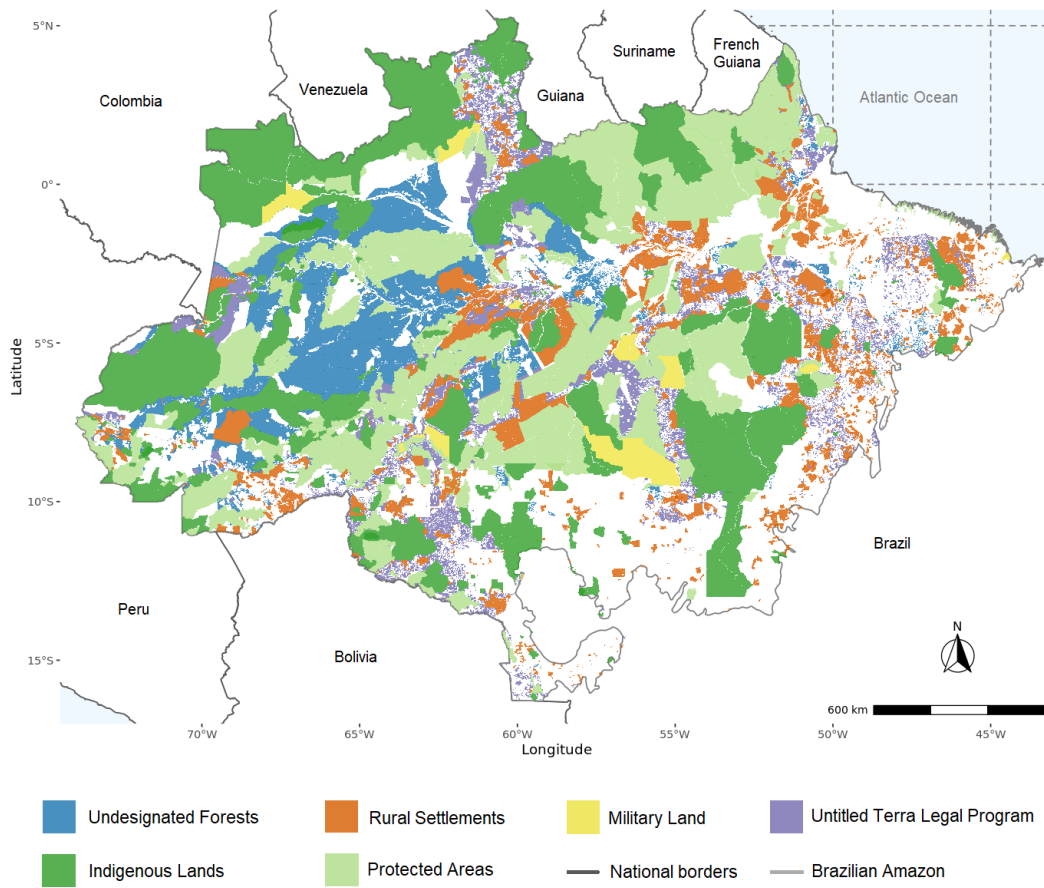 5°N
0°
5°S
10°S
15°S
Latitude
70°W
65°W
60°W
55°W
50°W
45°W
Longitude
Colombia
Venezuela
Guiana
Suriname
French
Guiana
Atlantic Ocean
Brazil
Peru
Bolivia
N
600 km
Undesignated Forests
Rural Settlements
Military Land
Untitled Terra Legal Program
Indigenous Lands
Protected Areas
National borders
Brazilian Amazon